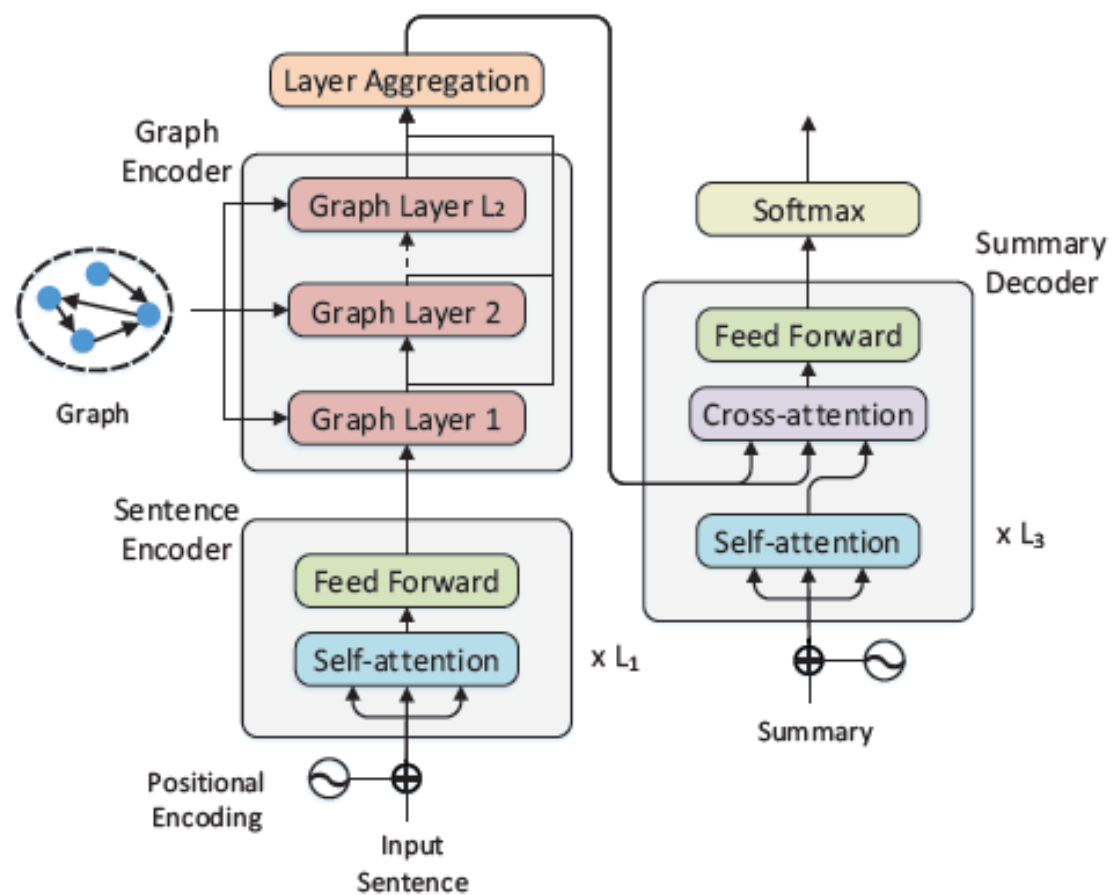 Layer Aggregation
Graph
Encoder
Graph Layer L₂
Graph Layer 2
Graph Layer 1
Graph
Sentence
Encoder
Feed Forward
Self-attention
x L₁
Positional
Encoding
Input
Sentence
Softmax
Summary
Decoder
Feed Forward
Cross-attention
Self-attention
x L₃
Summary